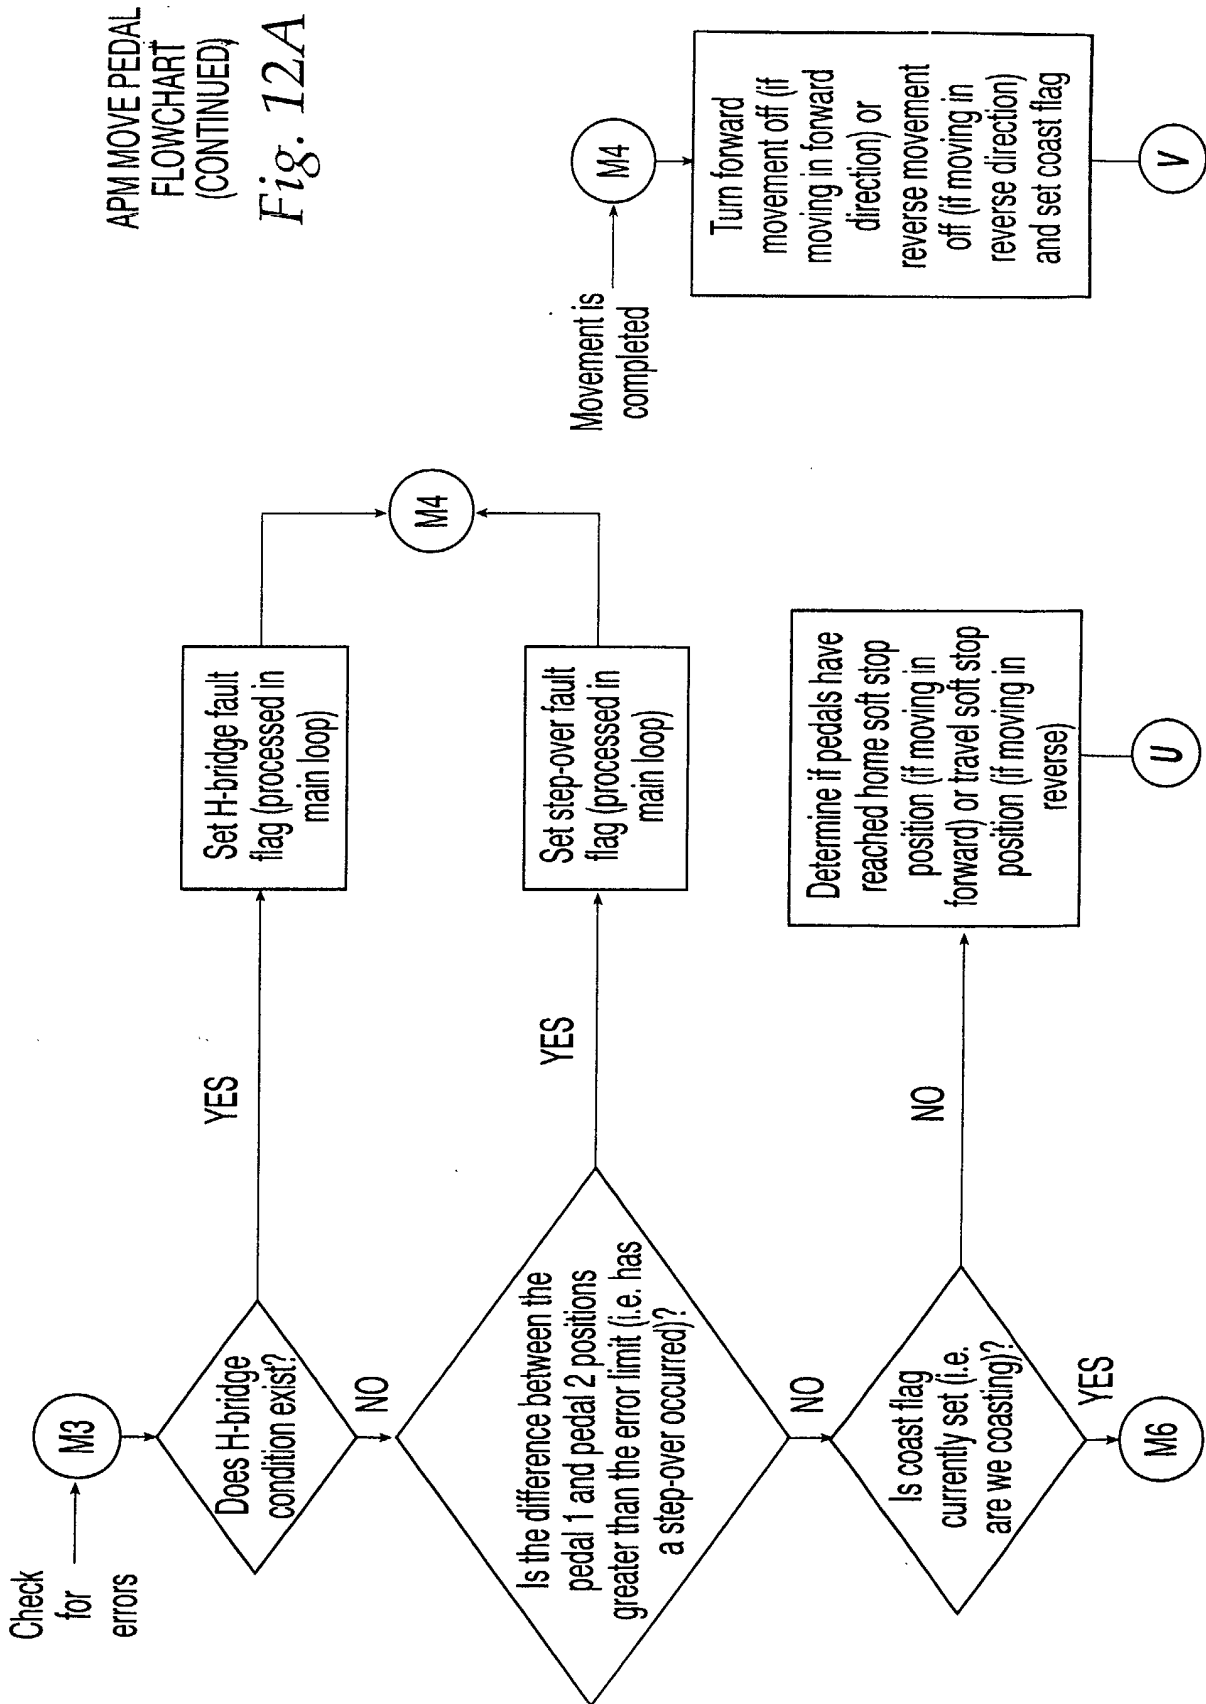 APM MOVE PEDAL
FLOWCHART
(CONTINUED)
Fig. 12A
Check
for
errors
M3
Does H-bridge
condition exist?
YES
NO
Set H-bridge fault
flag (processed in
main loop)
M4
Is the difference between the
pedal 1 and pedal 2 positions
greater than the error limit (i.e. has
a step-over occurred)?
YES
NO
Set step-over fault
flag (processed in
main loop)
Is coast flag
currently set (i.e.
are we coasting)?
NO
YES
M6
Determine if pedals have
reached home soft stop
position (if moving in
forward) or travel soft stop
position (if moving in
reverse)
U
Movement is
completed
M4
Turn forward
movement off (if
moving in forward
direction) or
reverse movement
off (if moving in
reverse direction)
and set coast flag
V